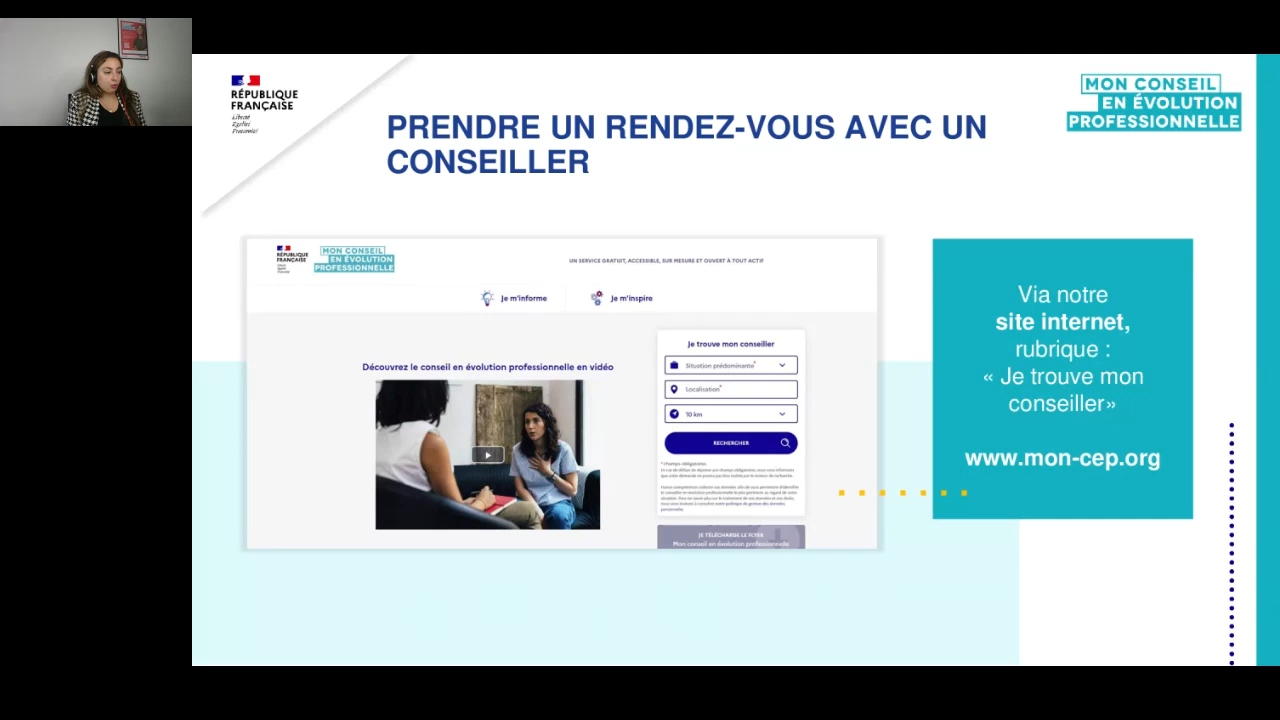 RÉPUBLIQUE
FRANÇAISE
Liberté
Égalité
Fraternité
MON CONSEIL
EN ÉVOLUTION
PROFESSIONNELLE
PRENDRE UN RENDEZ-VOUS AVEC UN
CONSEILLER
RÉPUBLIQUE
FRANÇAISE
MON CONSEIL
EN ÉVOLUTION
PROFESSIONNELLE
UN SERVICE GRATUIT, ACCESSIBLE, SUR MESURE ET OUVERT À TOUT ACTIF
Je m'informe
Je m'inspire
Découvrez le conseil en évolution professionnelle en vidéo
Je trouve mon conseiller
Situation prédominante*
Localisation*
10 km
RECHERCHER
* Champs obligatoires.
JE TÉLÉCHARGE LE FLYER
Mon conseil en évolution professionnelle
Via notre
site internet,
rubrique :
« Je trouve mon
conseiller»
www.mon-cep.org